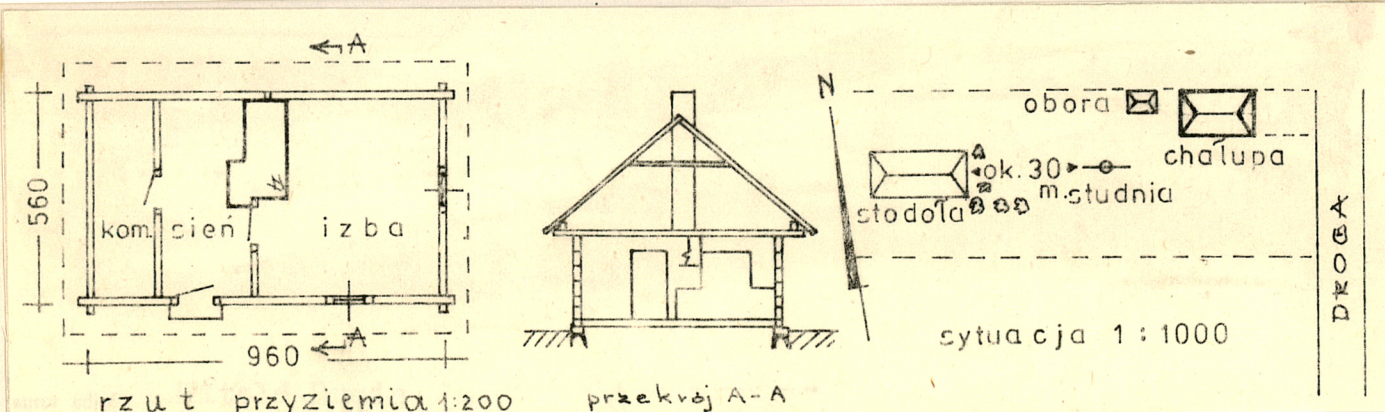 A
560
kom. sień izba
A
960
rzut przyziemia 1:200
przekrój A-A
N
obora
chałupa
ok. 30
m. studnia
stodoła
sytuacja 1:1000
DROGA